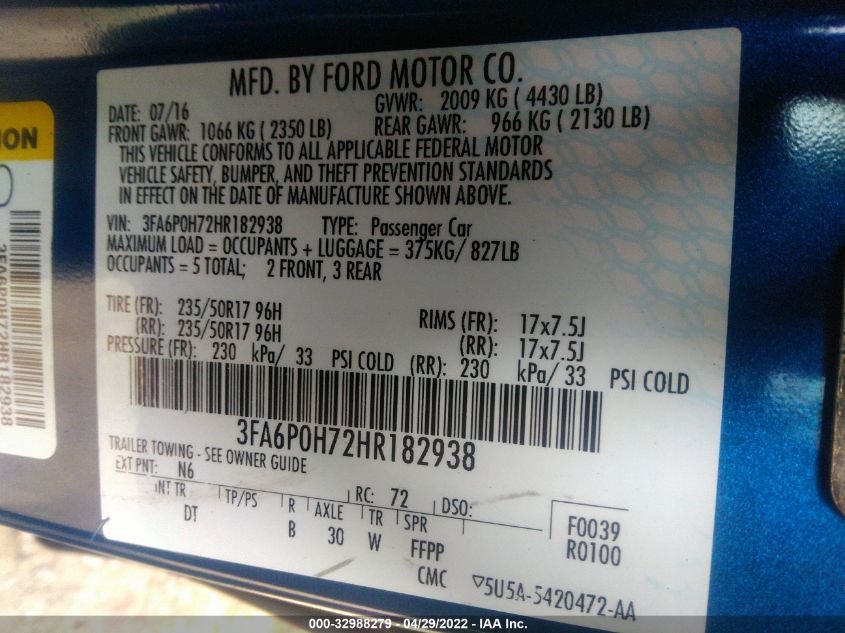 MFD. BY FORD MOTOR CO.
DATE: 07/16 GVWR: 2009 KG ( 4430 LB)
FRONT GAWR: 1066 KG ( 2350 LB) REAR GAWR: 966 KG ( 2130 LB)
THIS VEHICLE CONFORMS TO ALL APPLICABLE FEDERAL MOTOR
VEHICLE SAFETY, BUMPER, AND THEFT PREVENTION STANDARDS
IN EFFECT ON THE DATE OF MANUFACTURE SHOWN ABOVE.
VIN: 3FA6P0H72HR182938 TYPE: Passenger Car
MAXIMUM LOAD = OCCUPANTS + LUGGAGE = 375KG/ 827LB
OCCUPANTS = 5 TOTAL; 2 FRONT, 3 REAR
TIRE (FR): 235/50R17 96H RIMS (FR): 17x7.5J
(RR): 235/50R17 96H (RR): 17x7.5J
PRESSURE (FR): 230 kPa/ 33 PSI COLD (RR): 230 kPa/ 33 PSI COLD
3FA6P0H72HR182938
TRAILER TOWING - SEE OWNER GUIDE
EXT PNT: N6 RC: 72 DSO:
INT TR TP/PS R AXLE TR SPR F0039
DT B 30 W FFPP R0100
CMC ▽5U5A-5420472-AA
ION
3FA6P0H72HR182938
000-32988279 - 04/29/2022 - IAA Inc.